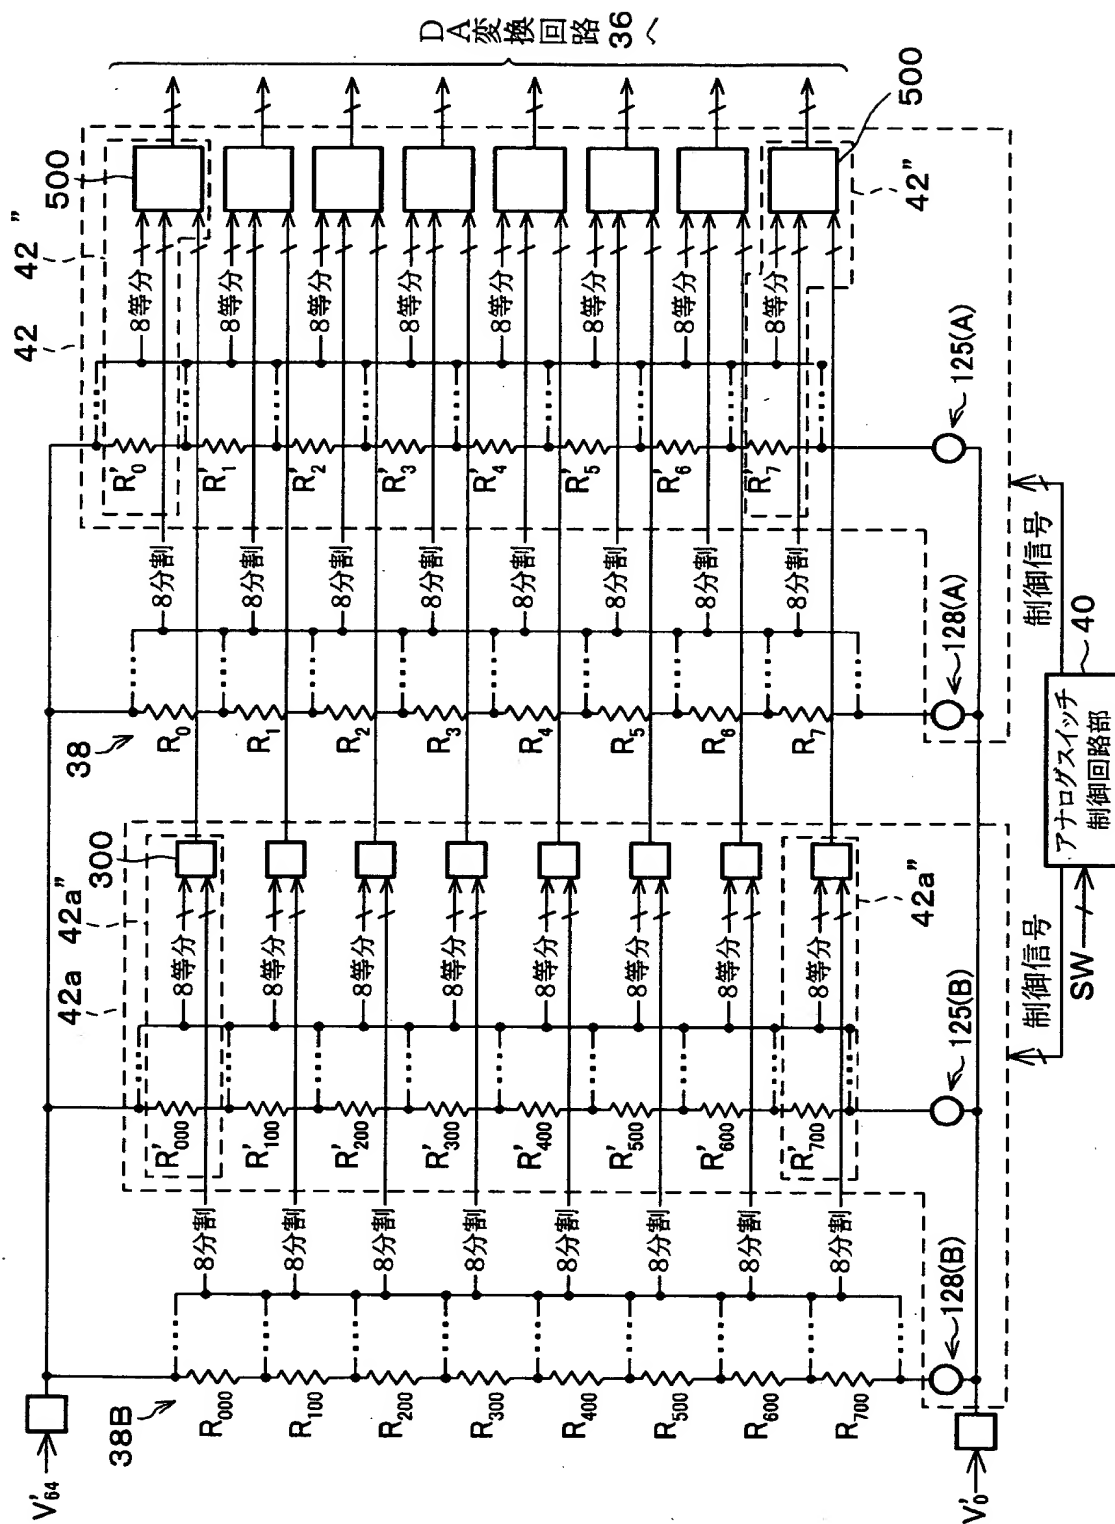 DA変換回路36へ
42
42"
500
500
42"
8等分
8等分
8等分
8等分
8等分
8等分
8等分
8等分
R'0
R'1
R'2
R'3
R'4
R'5
R'6
R'7
125(A)
8分割
8分割
8分割
8分割
8分割
8分割
8分割
8分割
38
R0
R1
R2
R3
R4
R5
R6
R7
128(A)
制御信号
アナログスイッチ
制御回路部
40
SW
制御信号
300
42a
42a"
42a"
8等分
8等分
8等分
8等分
8等分
8等分
8等分
8等分
R'000
R'100
R'200
R'300
R'400
R'500
R'600
R'700
125(B)
8分割
8分割
8分割
8分割
8分割
8分割
8分割
8分割
38B
R000
R100
R200
R300
R400
R500
R600
R700
128(B)
V'64
V'0